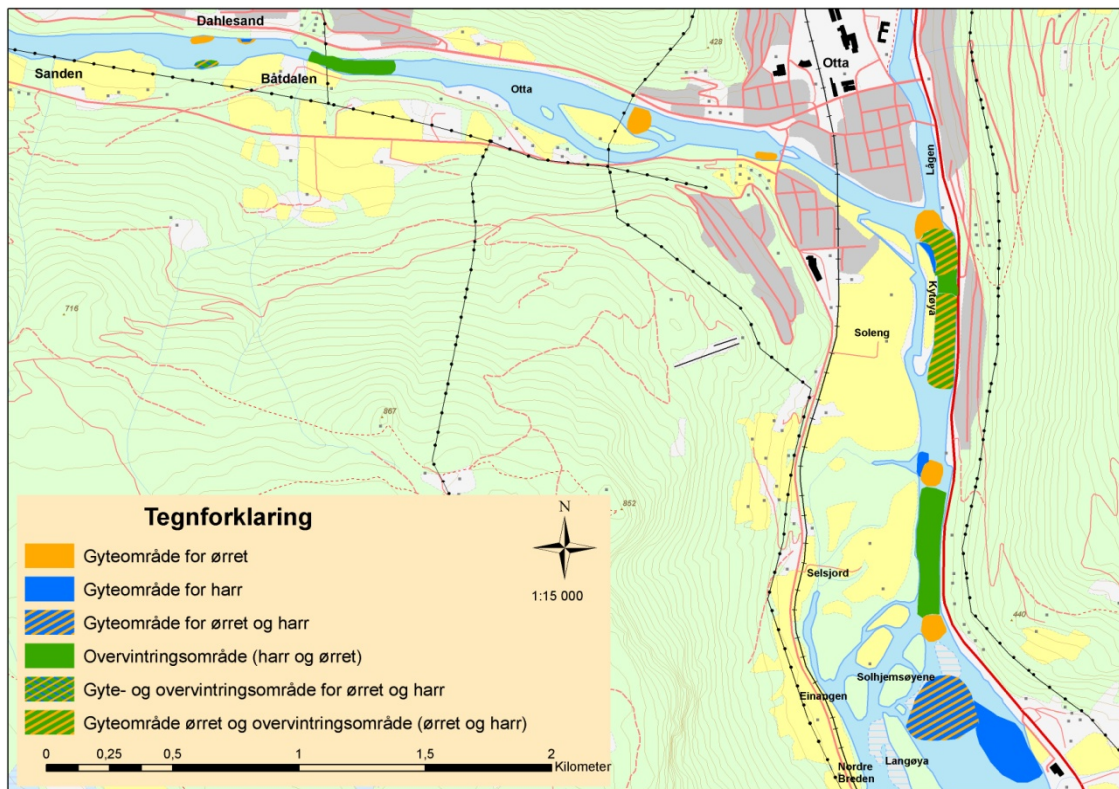 Dahlesand
428
Otta
Sanden
Båtdalen
Otta
Lågen
Kytøya
716
Soleng
867
852
Selsjord
440
Solhjemsøyene
Einangen
Langøya
Nordre
Breden
Tegnforklaring
N
1:15 000
Gyteområde for ørret
Gyteområde for harr
Gyteområde for ørret og harr
Overvintringsområde (harr og ørret)
Gyte- og overvintringsområde for ørret og harr
Gyteområde ørret og overvintringsområde (ørret og harr)
0 0,25 0,5 1 1,5 2
Kilometer